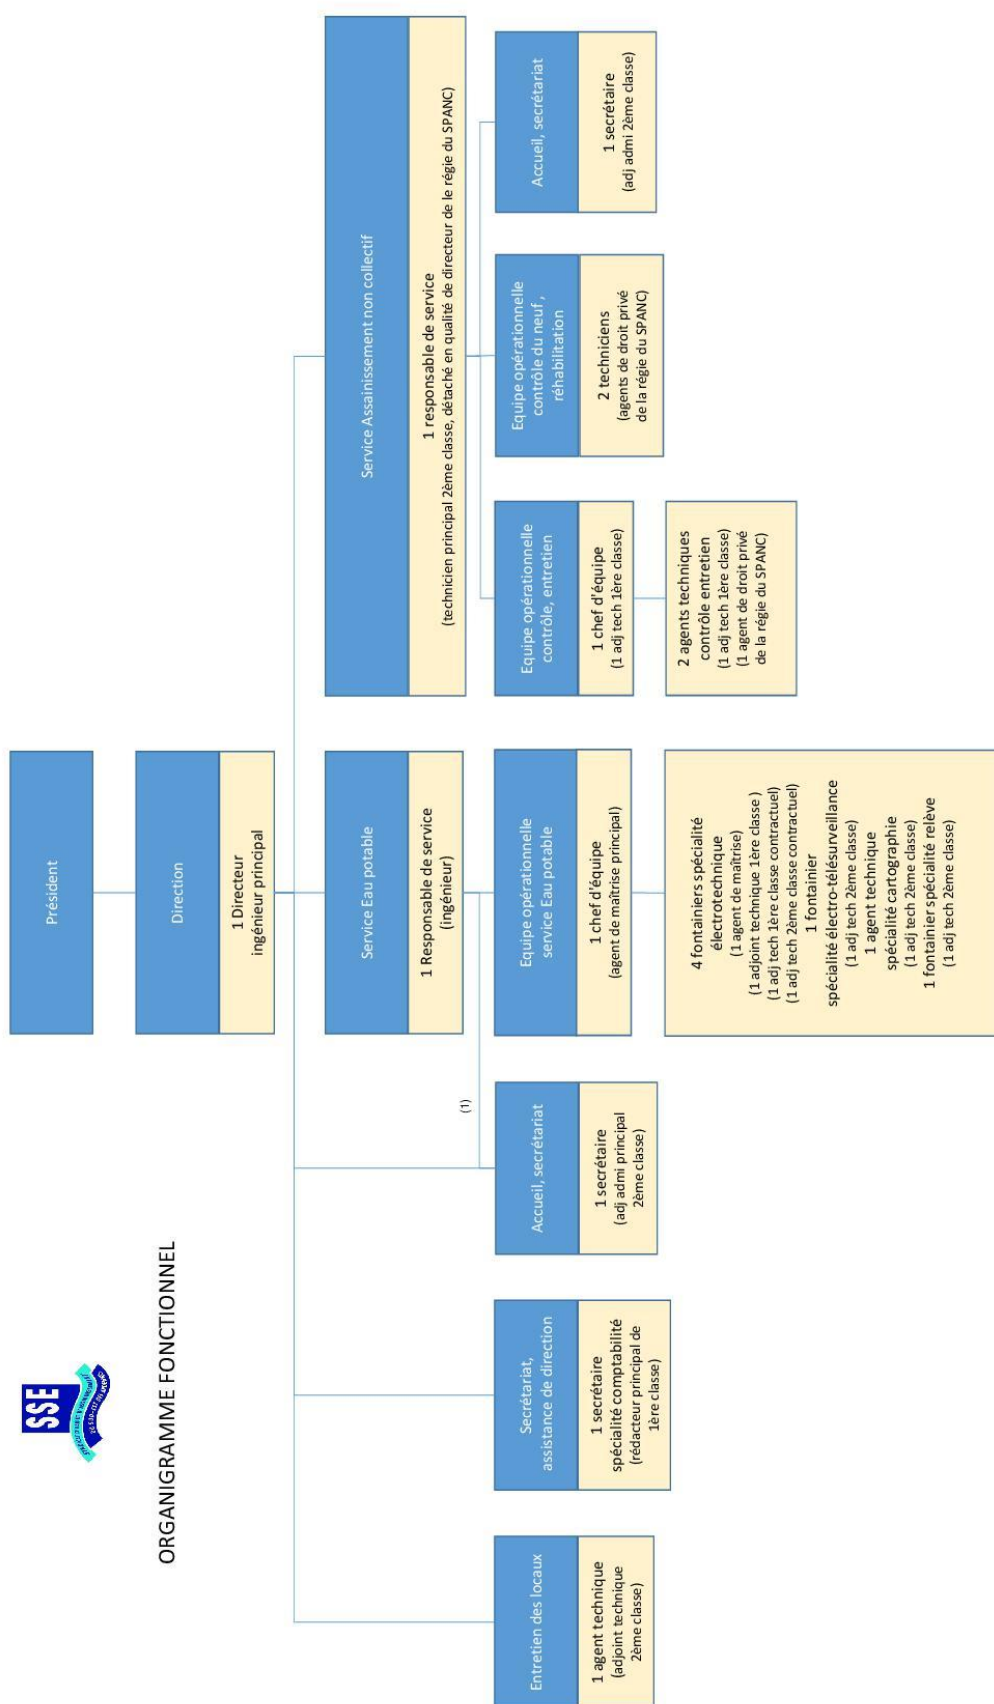 SSE
ORGANIGRAMME FONCTIONNEL
Président
Direction
1 Directeur
ingénieur principal
Entretien des locaux
1 agent technique
(adjoint technique
2ème classe)
Secrétariat,
assistance de direction
1 secrétaire
spécialité comptabilité
(rédacteur principal de
1ère classe)
Accueil, secrétariat
1 secrétaire
(adj admi principal
2ème classe)
(1)
Service Eau potable
1 Responsable de service
(ingénieur)
Equipe opérationnelle
service Eau potable
1 chef d'équipe
(agent de maîtrise principal)
4 fontainiers spécialité
électrotechnique
(1 agent de maîtrise)
(1 adjoint technique 1ère classe )
(1 adj tech 1ère classe contractuel)
(1 adj tech 2ème classe contractuel)
1 fontainier
spécialité électro-télésurveillance
(1 adj tech 2ème classe)
1 agent technique
spécialité cartographie
(1 adj tech 2ème classe)
1 fontainier spécialité relève
(1 adj tech 2ème classe)
Service Assainissement non collectif
1 responsable de service
(technicien principal 2ème classe, détaché en qualité de directeur de le régie du SPANC)
Equipe opérationnelle
contrôle, entretien
1 chef d'équipe
(1 adj tech 1ère classe)
2 agents techniques
contrôle entretien
(1 adj tech 1ère classe)
(1 agent de droit privé
de la régie du SPANC)
Equipe opérationnelle
contrôle du neuf ,
réhabilitation
2 techniciens
(agents de droit privé
de la régie du SPANC)
Accueil, secrétariat
1 secrétaire
(adj admi 2ème classe)